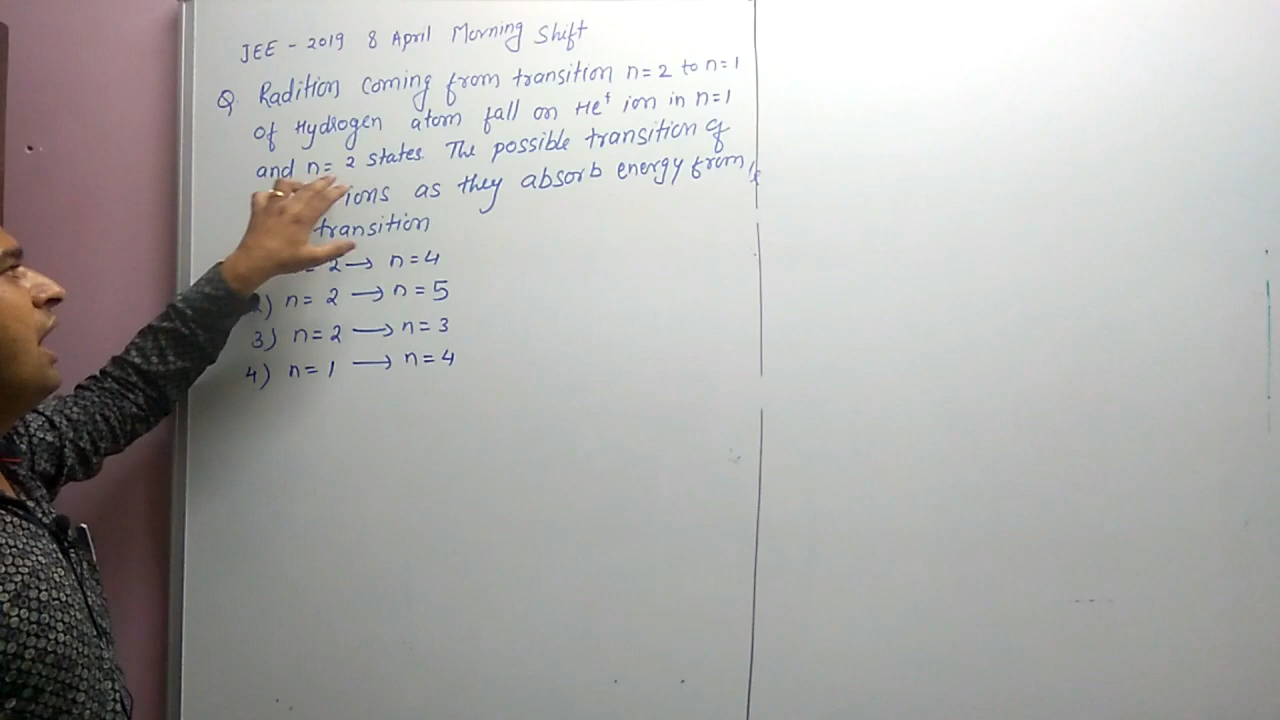 JEE - 2019 8 April Morning Shift
Q. Radition coming from transition n=2 to n=1
of Hydrogen atom fall on He⁺ ion in n=1
and n= 2 states. The possible transition of
ions as they absorb energy from
transition
2 → n=4
2) n= 2 → n=5
3) n=2 → n=3
4) n=1 → n=4